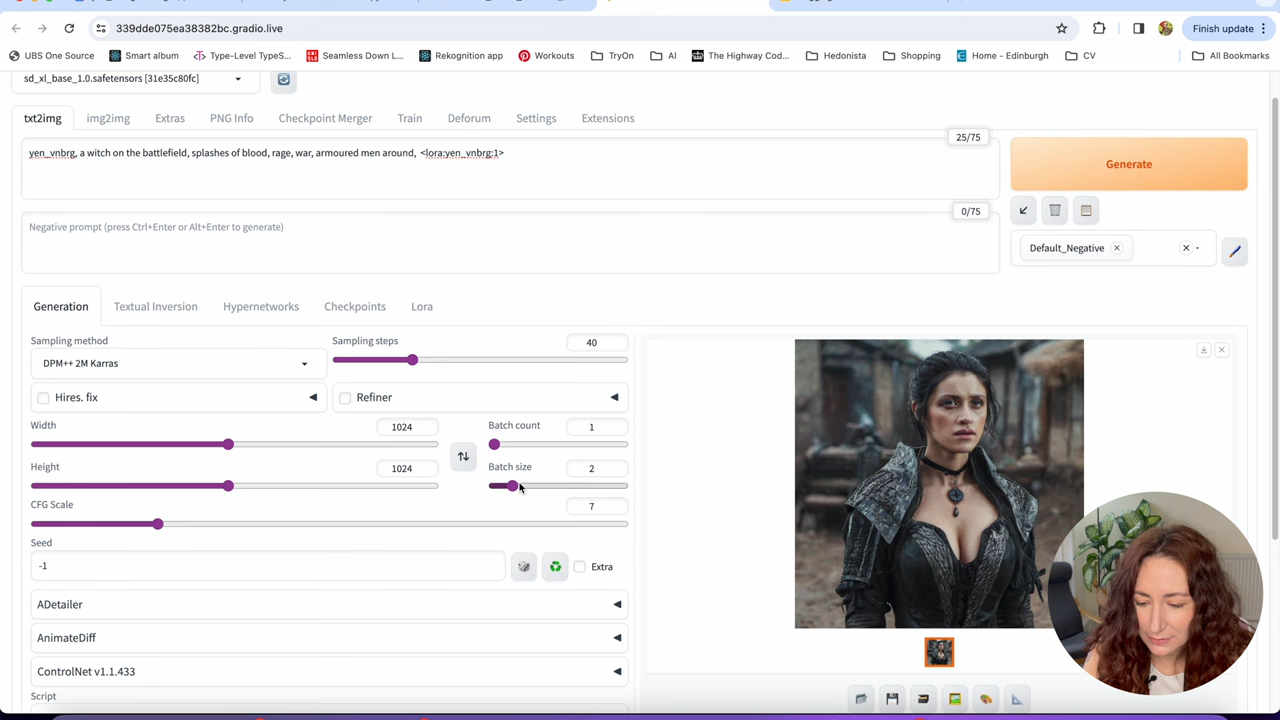 339dde075ea38382bc.gradio.live
Finish update
UBS One Source
Smart album
Type-Level TypeS...
Seamless Down L...
Rekognition app
Workouts
TryOn
AI
The Highway Cod...
Hedonista
Shopping
Home - Edinburgh
CV
All Bookmarks
sd_xl_base_1.0.safetensors [31e35c80fc]
txt2img
img2img
Extras
PNG Info
Checkpoint Merger
Train
Deforum
Settings
Extensions
25/75
yen_vnbrg, a witch on the battlefield, splashes of blood, rage, war, armoured men around, <lora:yen_vnbrg:1>
Generate
0/75
Negative prompt (press Ctrl+Enter or Alt+Enter to generate)
Default_Negative
Generation
Textual Inversion
Hypernetworks
Checkpoints
Lora
Sampling method
Sampling steps
40
DPM++ 2M Karras
Hires. fix
Refiner
Width
1024
Batch count
1
Height
1024
Batch size
2
CFG Scale
7
Seed
-1
Extra
ADetailer
AnimateDiff
ControlNet v1.1.433
Script